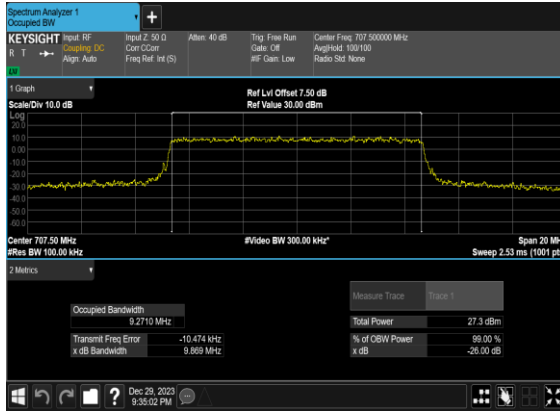 Spectrum Analyzer 1
Occupied BW
KEYSIGHT Input: RF Input Z: 50 Ω Atten: 40 dB Trig: Free Run Center Freq: 707.500000 MHz
R T Coupling: DC Corr CCorr Gate: Off Avg|Hold: 100/100
Align: Auto Freq Ref: Int (S) #IF Gain: Low Radio Std: None
LU
1 Graph
Ref Lvl Offset 7.50 dB
Scale/Div 10.0 dB Ref Value 30.00 dBm
Log
20.0
10.0
0.00
-10.0
-20.0
-30.0
-40.0
-50.0
-60.0
Center 707.50 MHz #Video BW 300.00 kHz* Span 20 MH
#Res BW 100.00 kHz Sweep 2.53 ms (1001 pt
2 Metrics
Measure Trace Trace 1
Occupied Bandwidth
9.2710 MHz
Total Power 27.3 dBm
Transmit Freq Error -10.474 kHz % of OBW Power 99.00 %
x dB Bandwidth 9.869 MHz x dB -26.00 dB
? Dec 29, 2023
9:35:02 PM